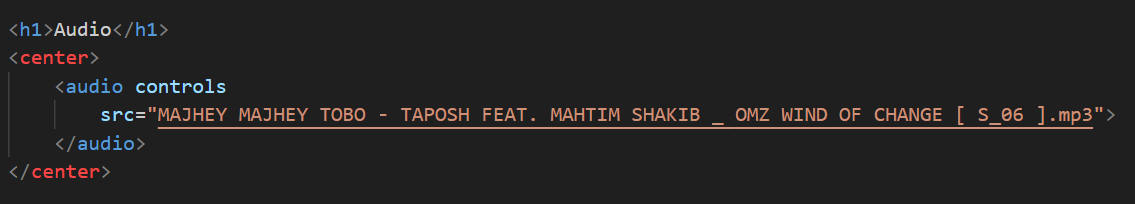 <h1>Audio</h1>
<center>
<audio controls
src="MAJHEY MAJHEY TOBO - TAPOSH FEAT. MAHTIM SHAKIB _ OMZ WIND OF CHANGE [ S_06 ].mp3">
</audio>
</center>